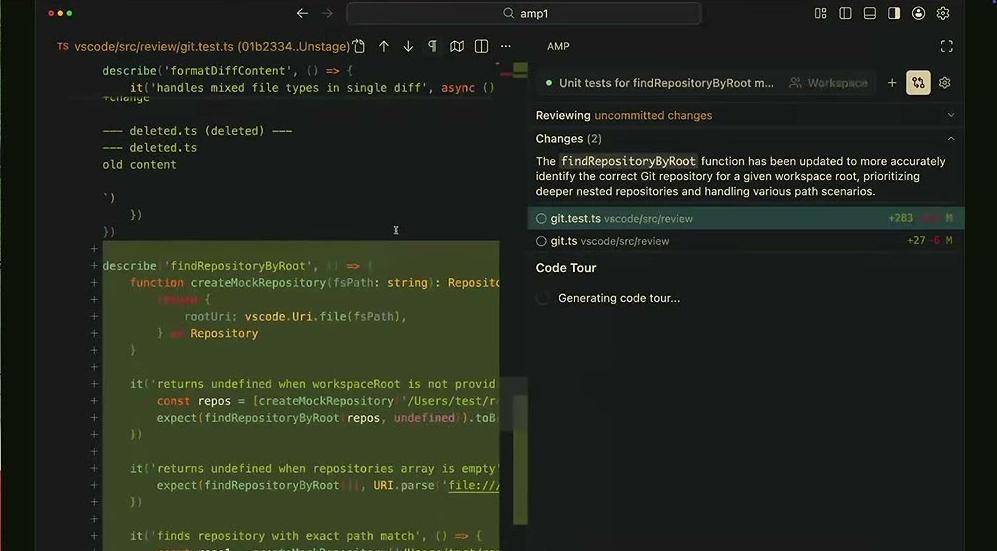 amp1
TS vscode/src/review/git.test.ts (01b2334..Unstage)
describe('formatDiffContent', () => {
it('handles mixed file types in single diff', async ()
+change
--- deleted.ts (deleted) ---
--- deleted.ts
old content
`)
})
})
+
+ describe('findRepositoryByRoot', () => {
+ function createMockRepository(fsPath: string): Reposito
+ return {
+ rootUri: vscode.Uri.file(fsPath),
+ } as Repository
+ }
+
+ it('returns undefined when workspaceRoot is not provid
+ const repos = [createMockRepository('/Users/test/r
+ expect(findRepositoryByRoot(repos, undefined).toB
+ })
+
+ it('returns undefined when repositories array is empty'
+ expect(findRepositoryByRoot([], URI.parse('file:///
+ })
+
+ it('finds repository with exact path match', () => {
AMP
Unit tests for findRepositoryByRoot m... Workspace
Reviewing uncommitted changes
Changes (2)
The findRepositoryByRoot function has been updated to more accurately
identify the correct Git repository for a given workspace root, prioritizing
deeper nested repositories and handling various path scenarios.
git.test.ts vscode/src/review +283 M
git.ts vscode/src/review +27 -6 M
Code Tour
Generating code tour...